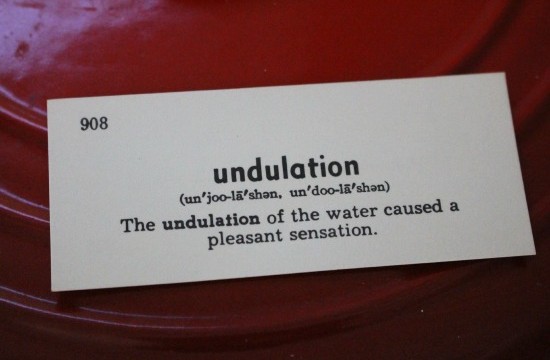 908
undulation
(un′joo-lā′shən, un′doo-lā′shən)
The undulation of the water caused a
pleasant sensation.